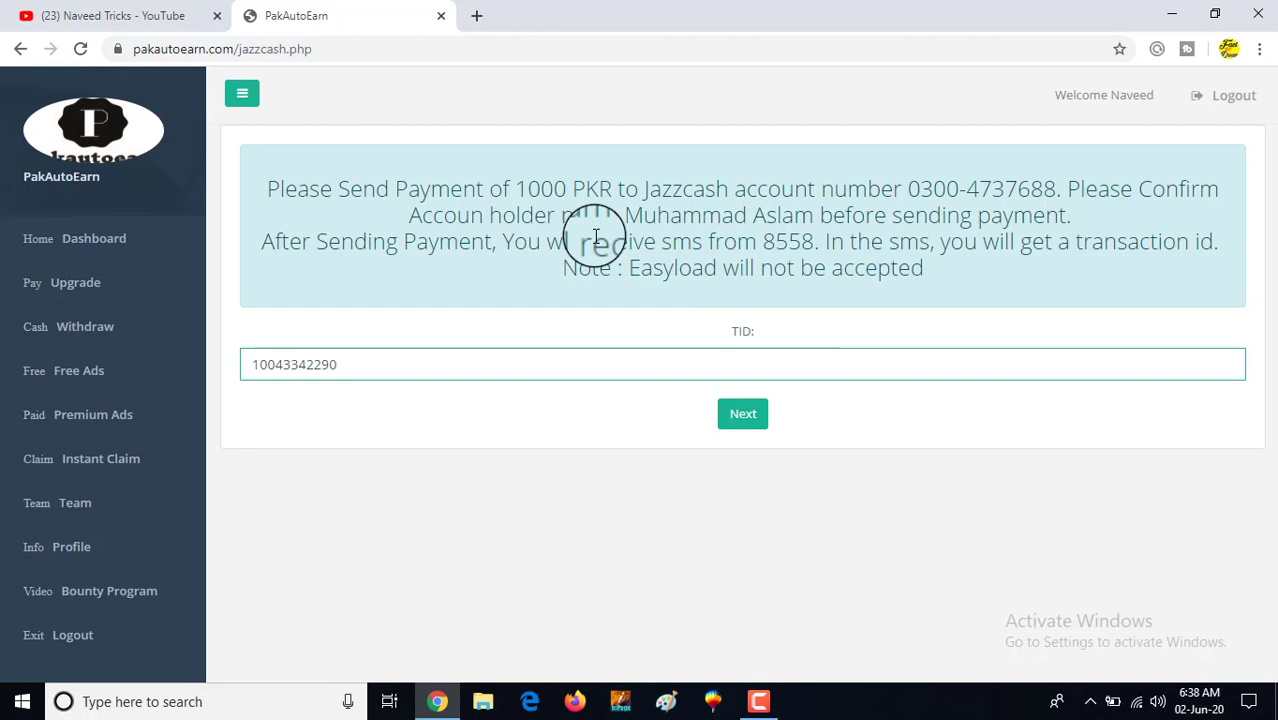 (23) Naveed Tricks - YouTube
PakAutoEarn
pakautoearn.com/jazzcash.php
P
PakAutoEarn
Welcome Naveed
Logout
Home Dashboard
Pay Upgrade
Cash Withdraw
Free Free Ads
Paid Premium Ads
Claim Instant Claim
Team Team
Info Profile
Video Bounty Program
Exit Logout
Please Send Payment of 1000 PKR to Jazzcash account number 0300-4737688. Please Confirm
Accoun holder Muhammad Aslam before sending payment.
After Sending Payment, You sms from 8558. In the sms, you will get a transaction id.
Note : Easyload will not be accepted
TID:
10043342290
Next
Activate Windows
Go to Settings to activate Windows.
Type here to search
6:38 AM
02-Jun-20